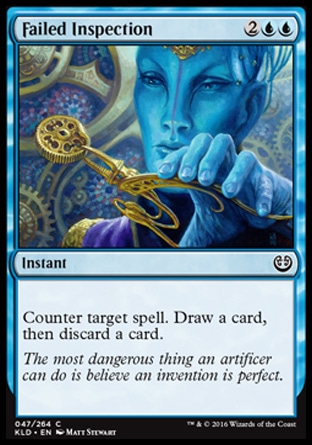 Failed Inspection 2
Instant
Counter target spell. Draw a card,
then discard a card.
The most dangerous thing an artificer
can do is believe an invention is perfect.
047/264 C
KLD • EN Matt Stewart
™ & © 2016 Wizards of the Coast